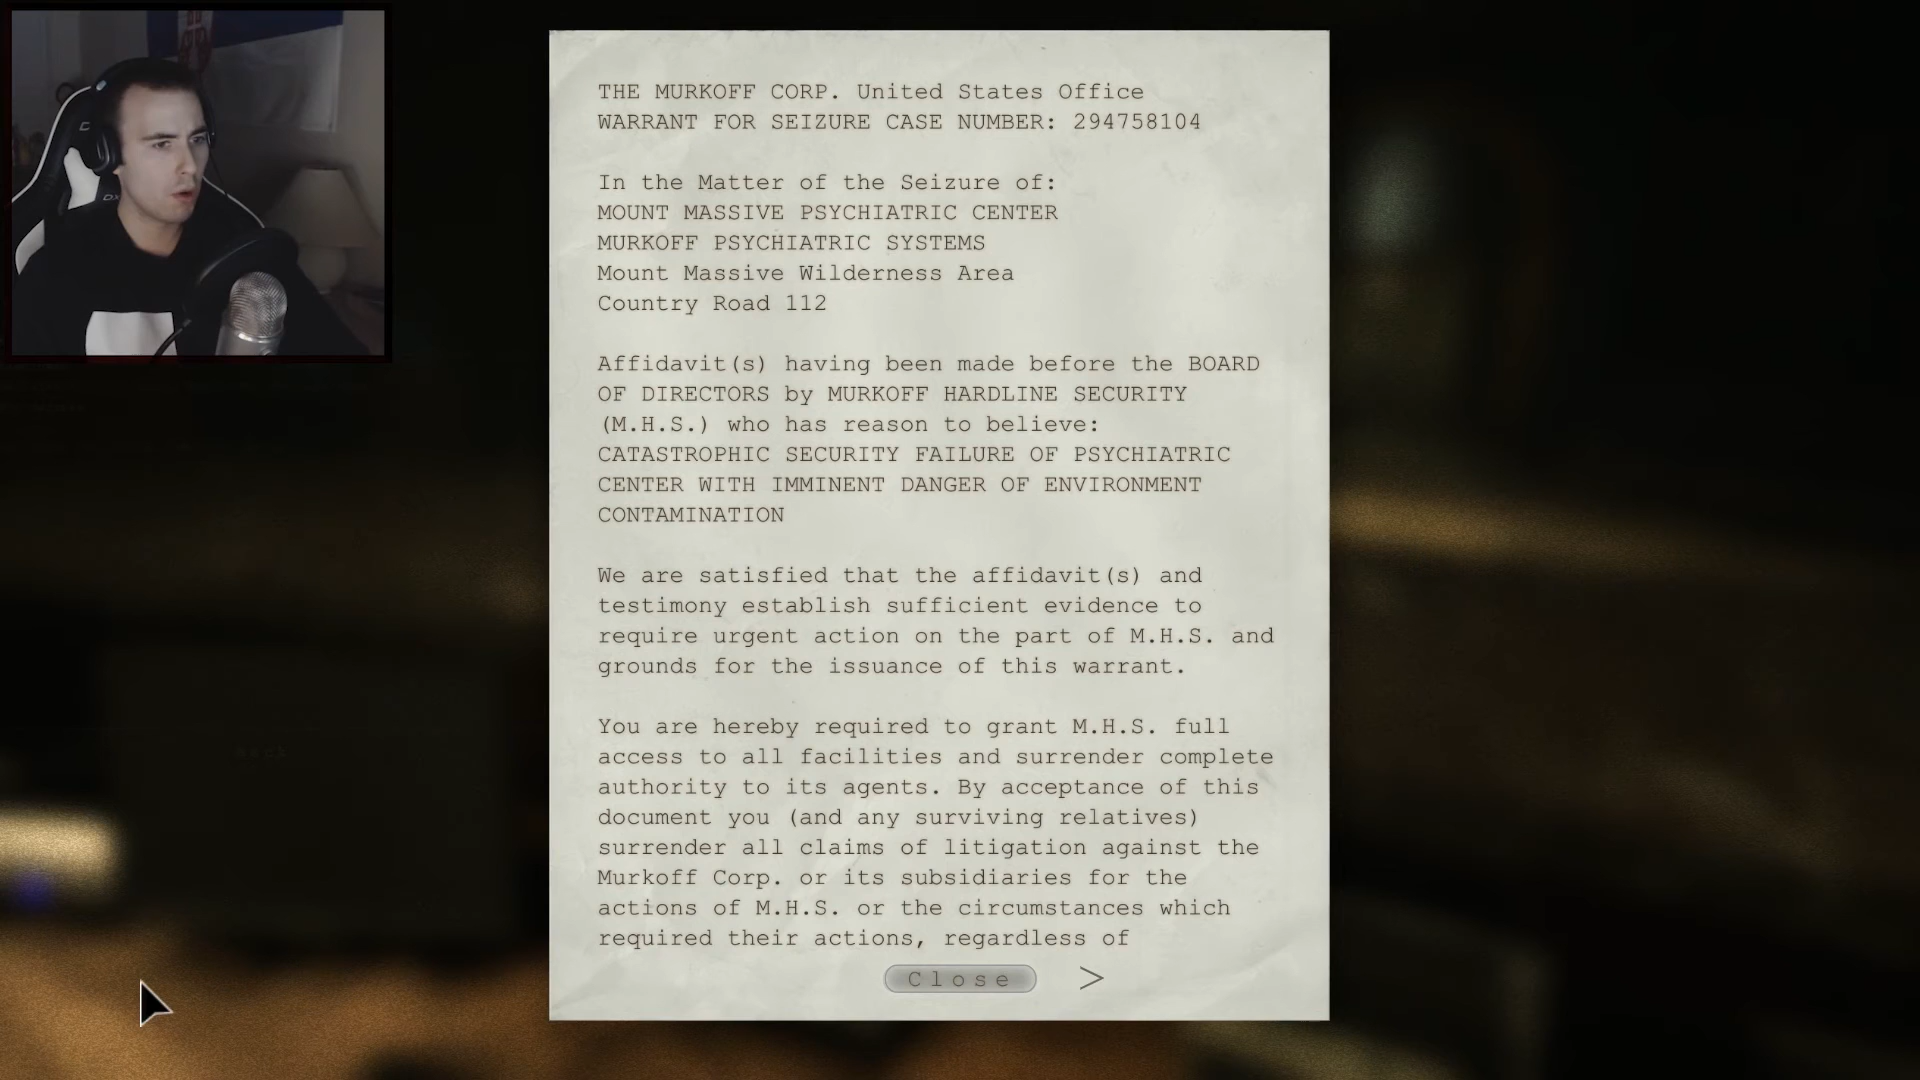 THE MURKOFF CORP. United States Office
WARRANT FOR SEIZURE CASE NUMBER: 294758104
In the Matter of the Seizure of:
MOUNT MASSIVE PSYCHIATRIC CENTER
MURKOFF PSYCHIATRIC SYSTEMS
Mount Massive Wilderness Area
Country Road 112
Affidavit(s) having been made before the BOARD
OF DIRECTORS by MURKOFF HARDLINE SECURITY
(M.H.S.) who has reason to believe:
CATASTROPHIC SECURITY FAILURE OF PSYCHIATRIC
CENTER WITH IMMINENT DANGER OF ENVIRONMENT
CONTAMINATION
We are satisfied that the affidavit(s) and
testimony establish sufficient evidence to
require urgent action on the part of M.H.S. and
grounds for the issuance of this warrant.
You are hereby required to grant M.H.S. full
access to all facilities and surrender complete
authority to its agents. By acceptance of this
document you (and any surviving relatives)
surrender all claims of litigation against the
Murkoff Corp. or its subsidiaries for the
actions of M.H.S. or the circumstances which
required their actions, regardless of
Close >